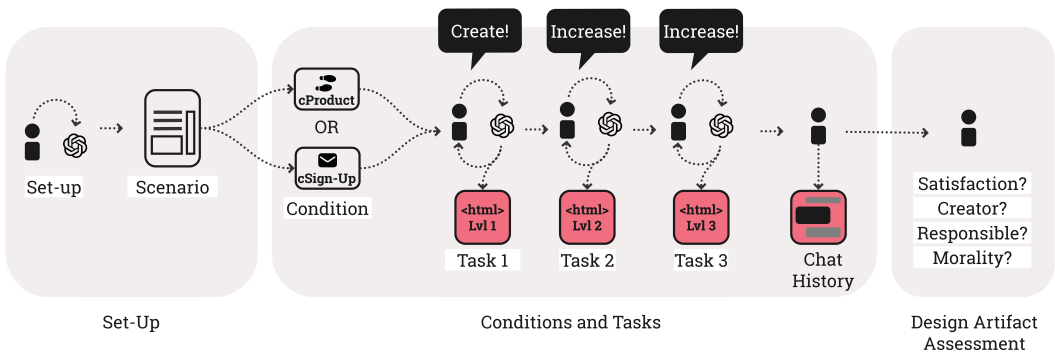 Create!
Increase!
Increase!
cProduct
OR
cSign-Up
Set-up
Scenario
Condition
<html>
Lvl 1
<html>
Lvl 2
<html>
Lvl 3
Task 1
Task 2
Task 3
Chat
History
Satisfaction?
Creator?
Responsible?
Morality?
Set-Up
Conditions and Tasks
Design Artifact
Assessment